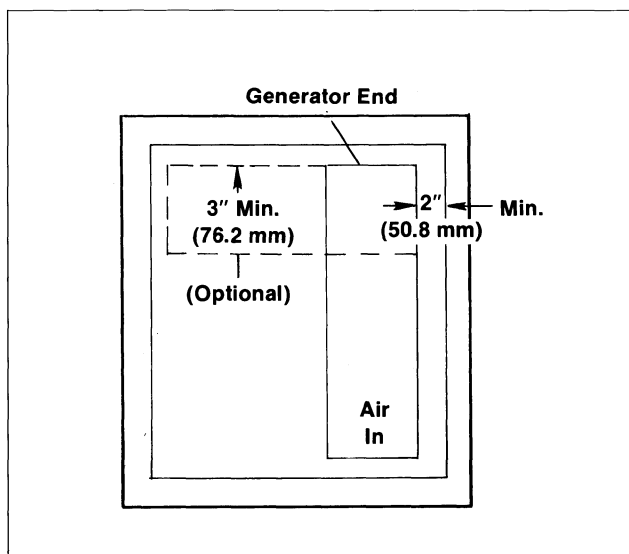 Generator End
3" Min.
(76.2 mm)
2" Min.
(50.8 mm)
(Optional)
Air
In